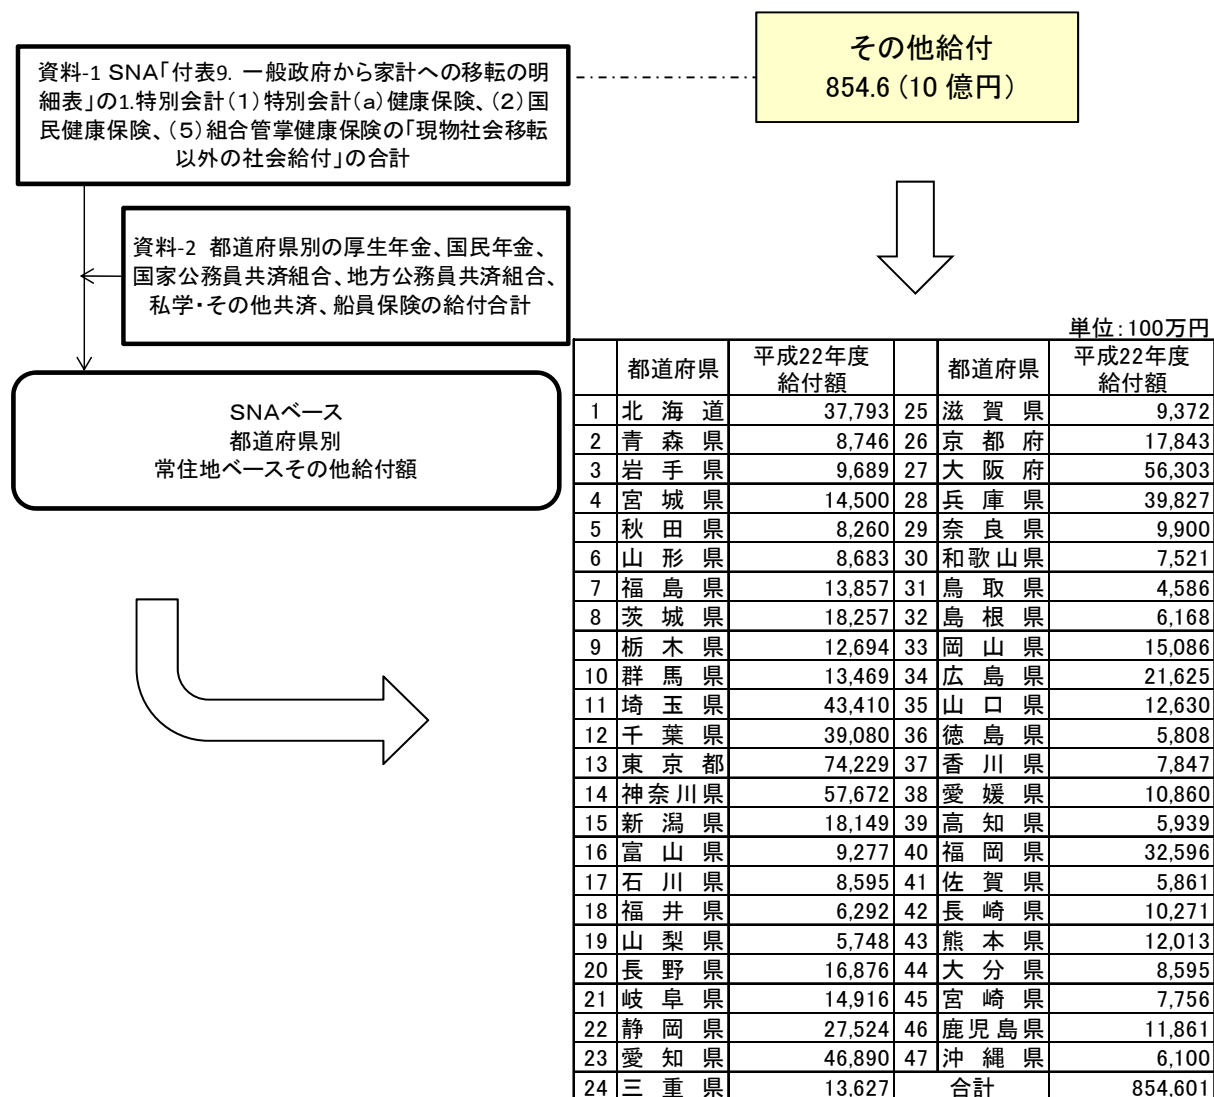 その他給付
854.6（10 億円）
資料-1 SNA「付表9. 一般政府から家計への移転の明
細表」の1.特別会計（1）特別会計（a）健康保険、（2）国
民健康保険、（5）組合管掌健康保険の「現物社会移転
以外の社会給付」の合計
資料-2 都道府県別の厚生年金、国民年金、
国家公務員共済組合、地方公務員共済組合、
私学・その他共済、船員保険の給付合計
SNAベース
都道府県別
常住地ベースその他給付額
単位：100万円
都道府県 平成22年度 都道府県 平成22年度
給付額 給付額
1 北海道 37,793 25 滋賀県 9,372
2 青森県 8,746 26 京都府 17,843
3 岩手県 9,689 27 大阪府 56,303
4 宮城県 14,500 28 兵庫県 39,827
5 秋田県 8,260 29 奈良県 9,900
6 山形県 8,683 30 和歌山県 7,521
7 福島県 13,857 31 鳥取県 4,586
8 茨城県 18,257 32 島根県 6,168
9 栃木県 12,694 33 岡山県 15,086
10 群馬県 13,469 34 広島県 21,625
11 埼玉県 43,410 35 山口県 12,630
12 千葉県 39,080 36 徳島県 5,808
13 東京都 74,229 37 香川県 7,847
14 神奈川県 57,672 38 愛媛県 10,860
15 新潟県 18,149 39 高知県 5,939
16 富山県 9,277 40 福岡県 32,596
17 石川県 8,595 41 佐賀県 5,861
18 福井県 6,292 42 長崎県 10,271
19 山梨県 5,748 43 熊本県 12,013
20 長野県 16,876 44 大分県 8,595
21 岐阜県 14,916 45 宮崎県 7,756
22 静岡県 27,524 46 鹿児島県 11,861
23 愛知県 46,890 47 沖縄県 6,100
24 三重県 13,627 合計 854,601